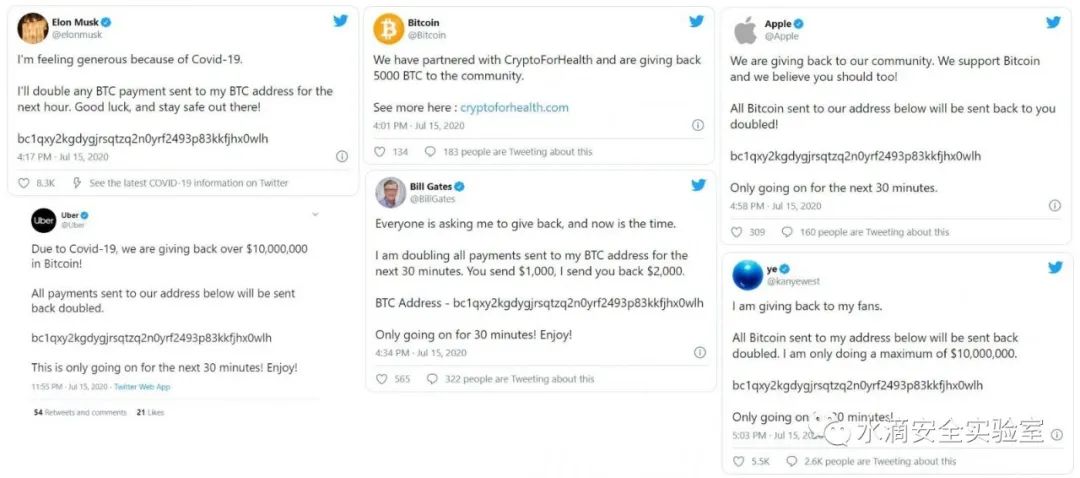 Elon Musk
@elonmusk
I'm feeling generous because of Covid-19.
I'll double any BTC payment sent to my BTC address for the
next hour. Good luck, and stay safe out there!
bc1qxy2kgdygjrsqtzq2n0yrf2493p83kkfjhx0wlh
4:17 PM · Jul 15, 2020
8.3K See the latest COVID-19 information on Twitter
Uber
Uber
@Uber
Due to Covid-19, we are giving back over $10,000,000
in Bitcoin!
All payments sent to our address below will be sent
back doubled.
bc1qxy2kgdygjrsqtzq2n0yrf2493p83kkfjhx0wlh
This is only going on for the next 30 minutes! Enjoy!
11:55 PM · Jul 15, 2020 · Twitter Web App
54 Retweets and comments 21 Likes
Bitcoin
@Bitcoin
We have partnered with CryptoForHealth and are giving back
5000 BTC to the community.
See more here : cryptoforhealth.com
4:01 PM · Jul 15, 2020
134 183 people are Tweeting about this
Bill Gates
@BillGates
Everyone is asking me to give back, and now is the time.
I am doubling all payments sent to my BTC address for the
next 30 minutes. You send $1,000, I send you back $2,000.
BTC Address - bc1qxy2kgdygjrsqtzq2n0yrf2493p83kkfjhx0wlh
Only going on for 30 minutes! Enjoy!
4:34 PM · Jul 15, 2020
565 322 people are Tweeting about this
Apple
@Apple
We are giving back to our community. We support Bitcoin
and we believe you should too!
All Bitcoin sent to our address below will be sent back to you
doubled!
bc1qxy2kgdygjrsqtzq2n0yrf2493p83kkfjhx0wlh
Only going on for the next 30 minutes.
4:58 PM · Jul 15, 2020
309 160 people are Tweeting about this
ye
@kanyewest
I am giving back to my fans.
All Bitcoin sent to my address below will be sent back
doubled. I am only doing a maximum of $10,000,000.
bc1qxy2kgdygjrsqtzq2n0yrf2493p83kkfjhx0wlh
Only going on 30 minutes!
5:03 PM · Jul 15,
水滴安全实验室
5.5K 2.6K people are Tweeting about this